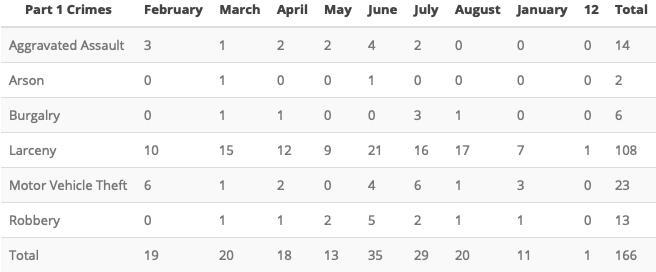 Part 1 Crimes February March April May June July August January 12 Total
Aggravated Assault 3 1 2 2 4 2 0 0 0 14
Arson 0 1 0 0 1 0 0 0 0 2
Burgalry 0 1 1 0 0 3 1 0 0 6
Larceny 10 15 12 9 21 16 17 7 1 108
Motor Vehicle Theft 6 1 2 0 4 6 1 3 0 23
Robbery 0 1 1 2 5 2 1 1 0 13
Total 19 20 18 13 35 29 20 11 1 166